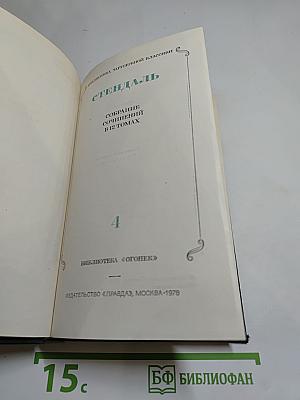 БИБЛИОТЕКА ЗАРУБЕЖНОЙ КЛАССИКИ
СТЕНДАЛЬ
СОБРАНИЕ
СОЧИНЕНИЙ
В 12 ТОМАХ
4
БИБЛИОТЕКА «ОГОНЕК»
ИЗДАТЕЛЬСТВО «ПРАВДА», МОСКВА-1978
15с
БФ БИБЛИОФАН